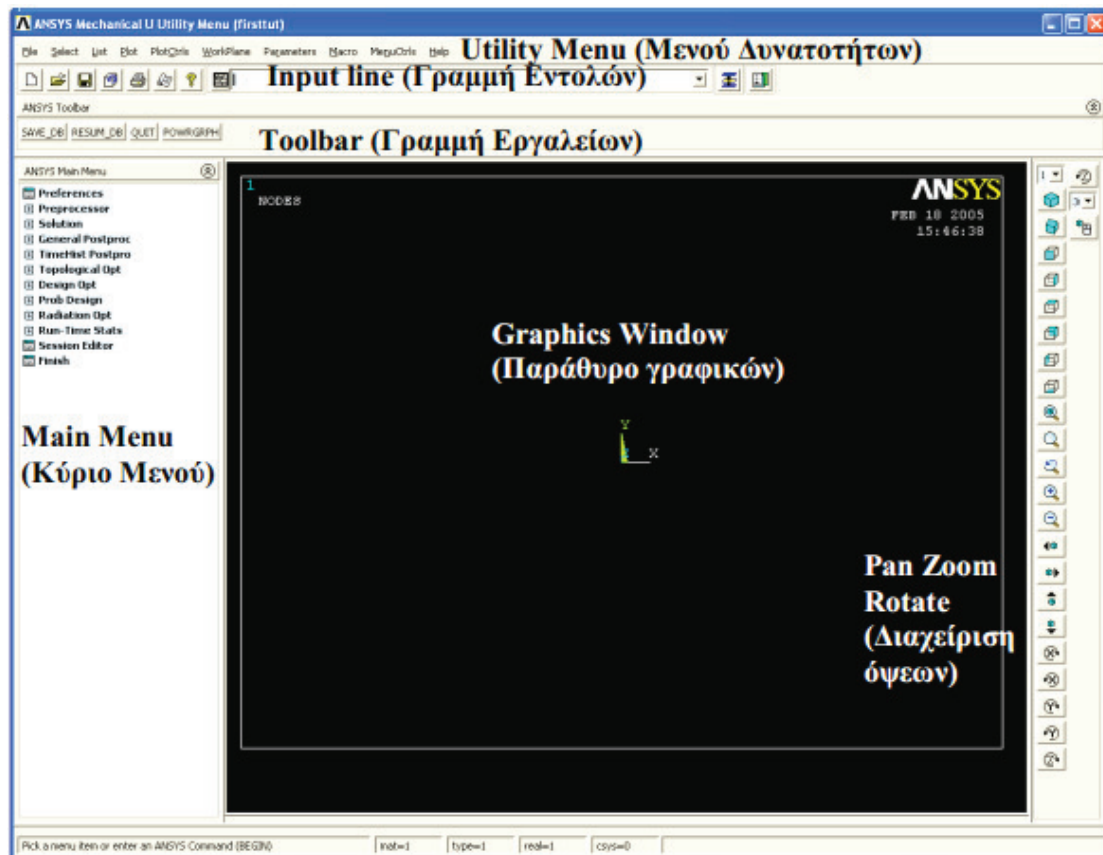 ANSYS Mechanical U Utility Menu (firsttut)
File Select List Plot PlotCtrls WorkPlane Parameters Macro MenuCtrls Help
Utility Menu (Μενού Δυνατοτήτων)
Input line (Γραμμή Εντολών)
ANSYS Toolbar
SAVE_DB RESUM_DB QUIT POWRGRPH
Toolbar (Γραμμή Εργαλείων)
ANSYS Main Menu
Preferences
Preprocessor
Solution
General Postproc
TimeHist Postpro
Topological Opt
Design Opt
Prob Design
Radiation Opt
Run-Time Stats
Session Editor
Finish
Main Menu
(Κύριο Μενού)
1
NODES
ANSYS
FEB 18 2005
15:46:38
Graphics Window
(Παράθυρο γραφικών)
Y
X
Pan Zoom
Rotate
(Διαχείριση
όψεων)
1
3
Pick a menu item or enter an ANSYS Command (BEGIN) mat=1 type=1 real=1 csys=0